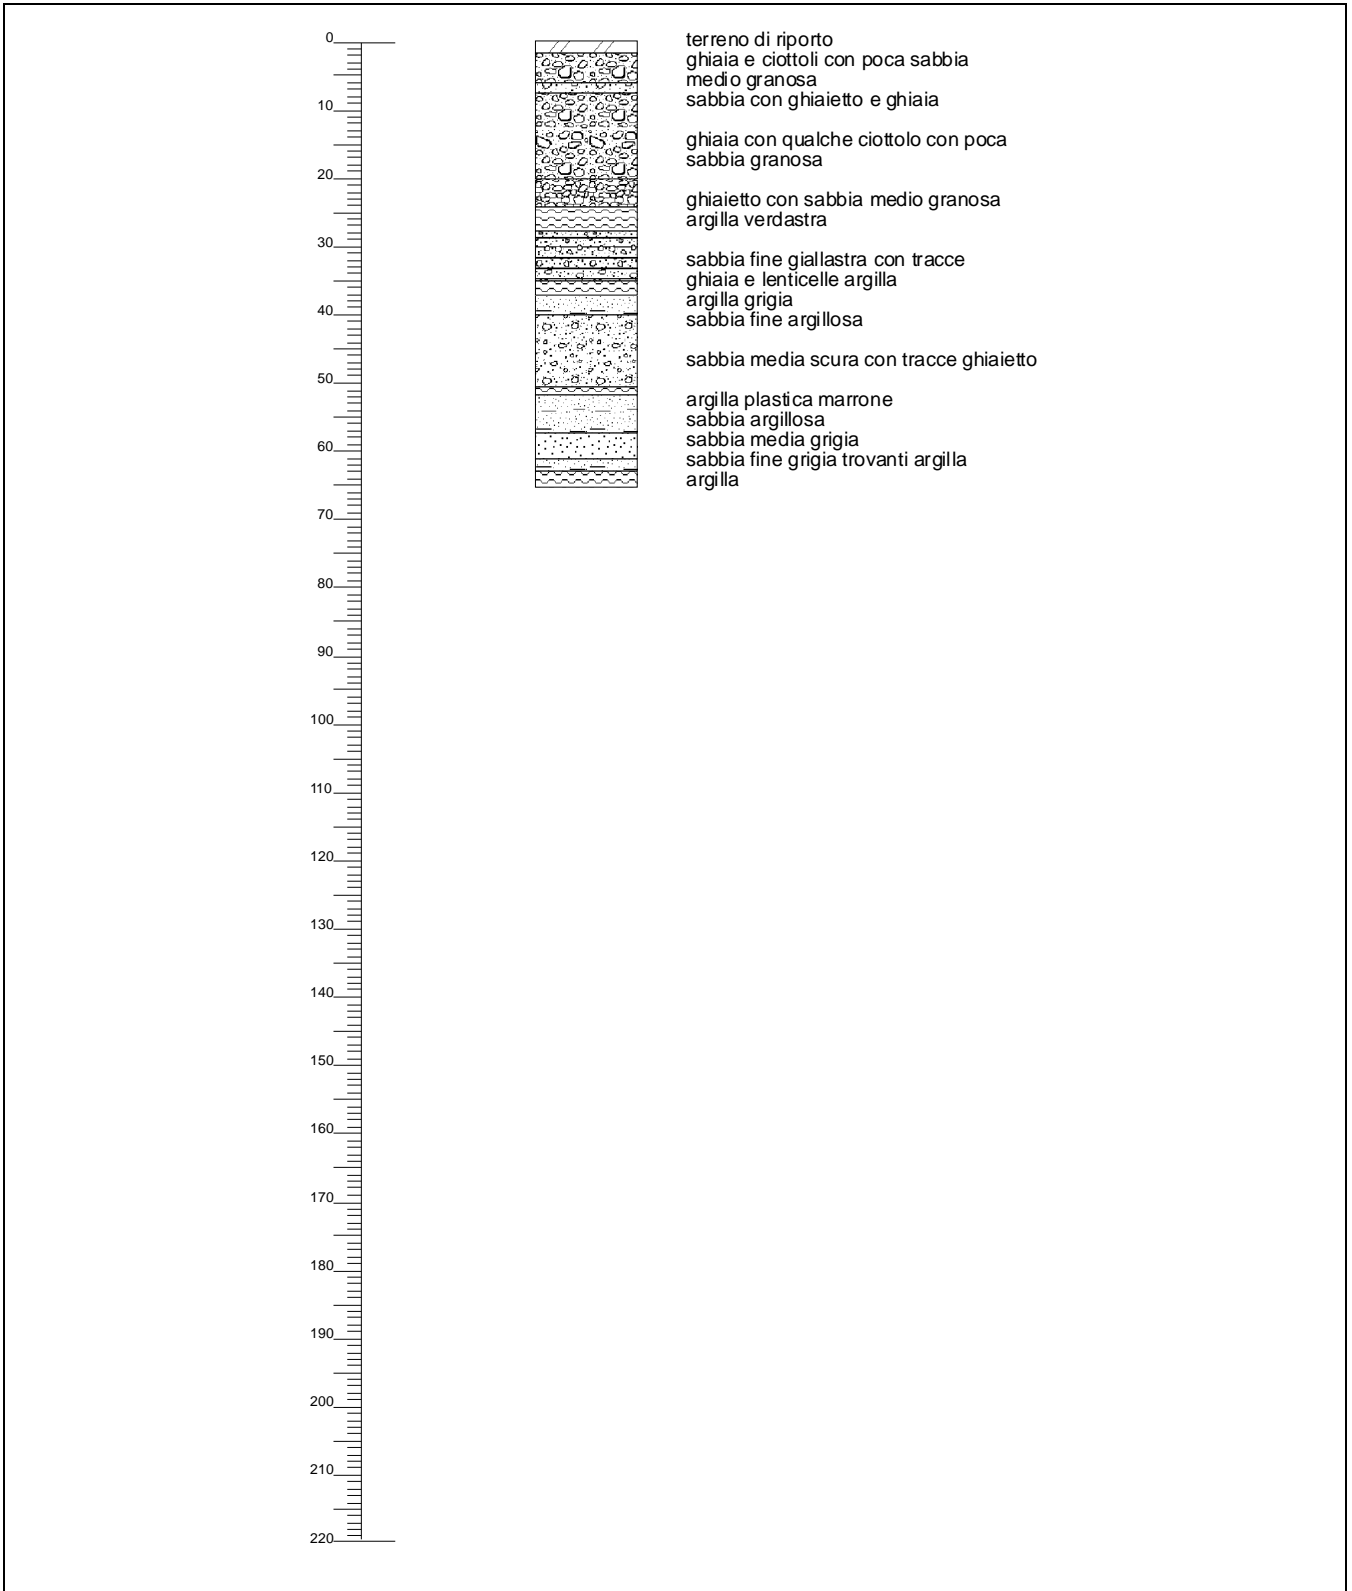 0
terreno di riporto
ghiaia e ciottoli con poca sabbia
medio granosa
sabbia con ghiaietto e ghiaia
10
ghiaia con qualche ciottolo con poca
sabbia granosa
20
ghiaietto con sabbia medio granosa
argilla verdastra
30
sabbia fine giallastra con tracce
ghiaia e lenticelle argilla
argilla grigia
40
sabbia fine argillosa
sabbia media scura con tracce ghiaietto
50
argilla plastica marrone
sabbia argillosa
sabbia media grigia
60
sabbia fine grigia trovanti argilla
argilla
70
80
90
100
110
120
130
140
150
160
170
180
190
200
210
220